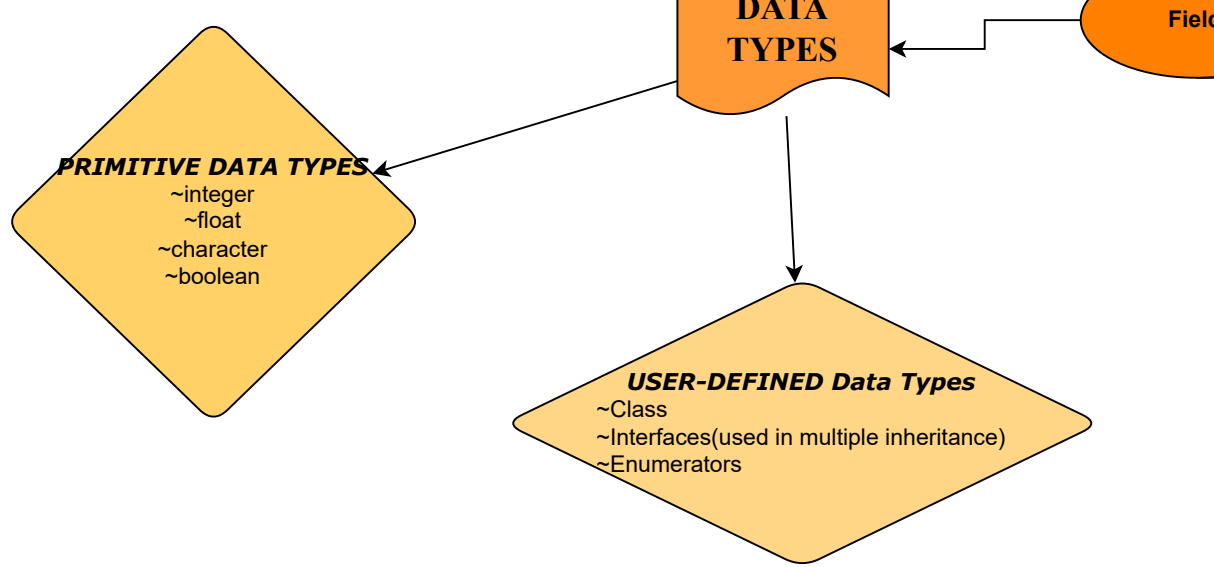 DATA
TYPES
PRIMITIVE DATA TYPES
~integer
~float
~character
~boolean
USER-DEFINED Data Types
~Class
~Interfaces(used in multiple inheritance)
~Enumerators